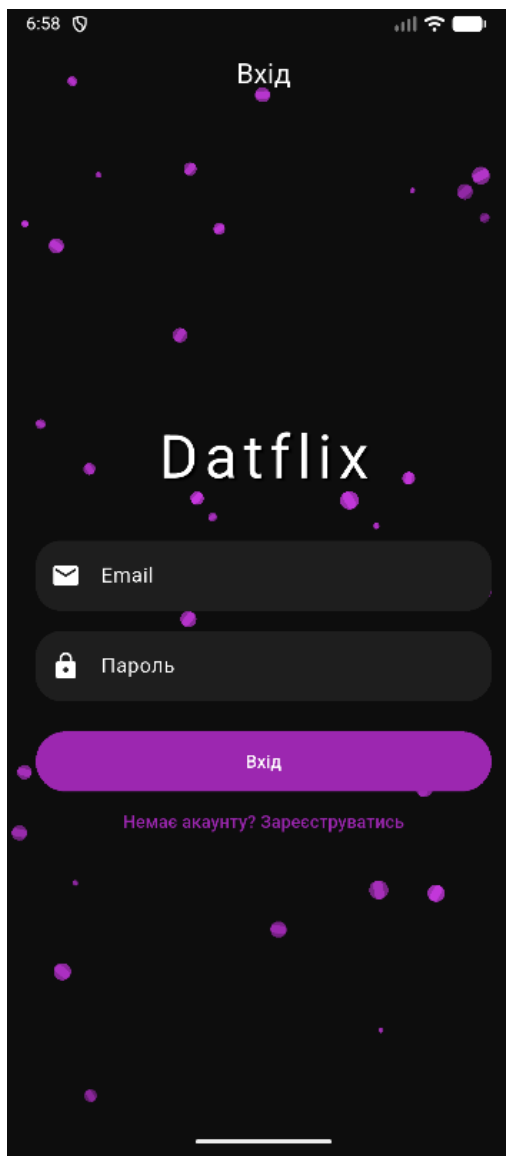 6:58
Вхід
Datflix
Email
Пароль
Вхід
Немає акаунту? Зареєструватись